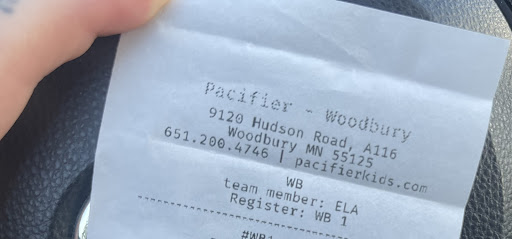 Pacifier - Woodbury
9120 Hudson Road, A116
Woodbury MN 55125
651.200.4746 | pacifierkids.com
WB
team member: ELA
Register: WB 1